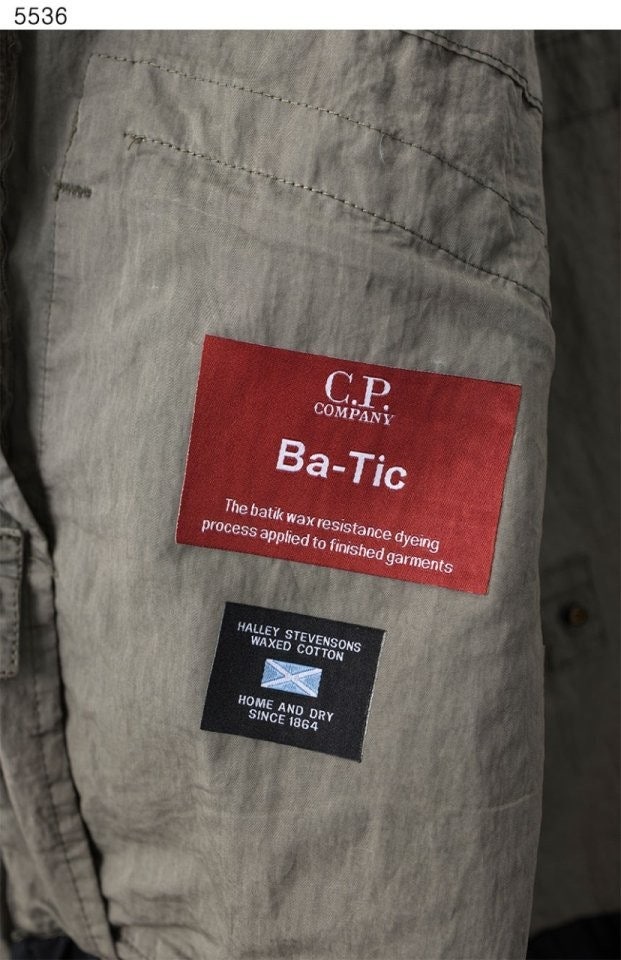 5536
C.P.
COMPANY
Ba-Tic
The batik wax resistance dyeing
process applied to finished garments
HALLEY STEVENSONS
WAXED COTTON
HOME AND DRY
SINCE 1864